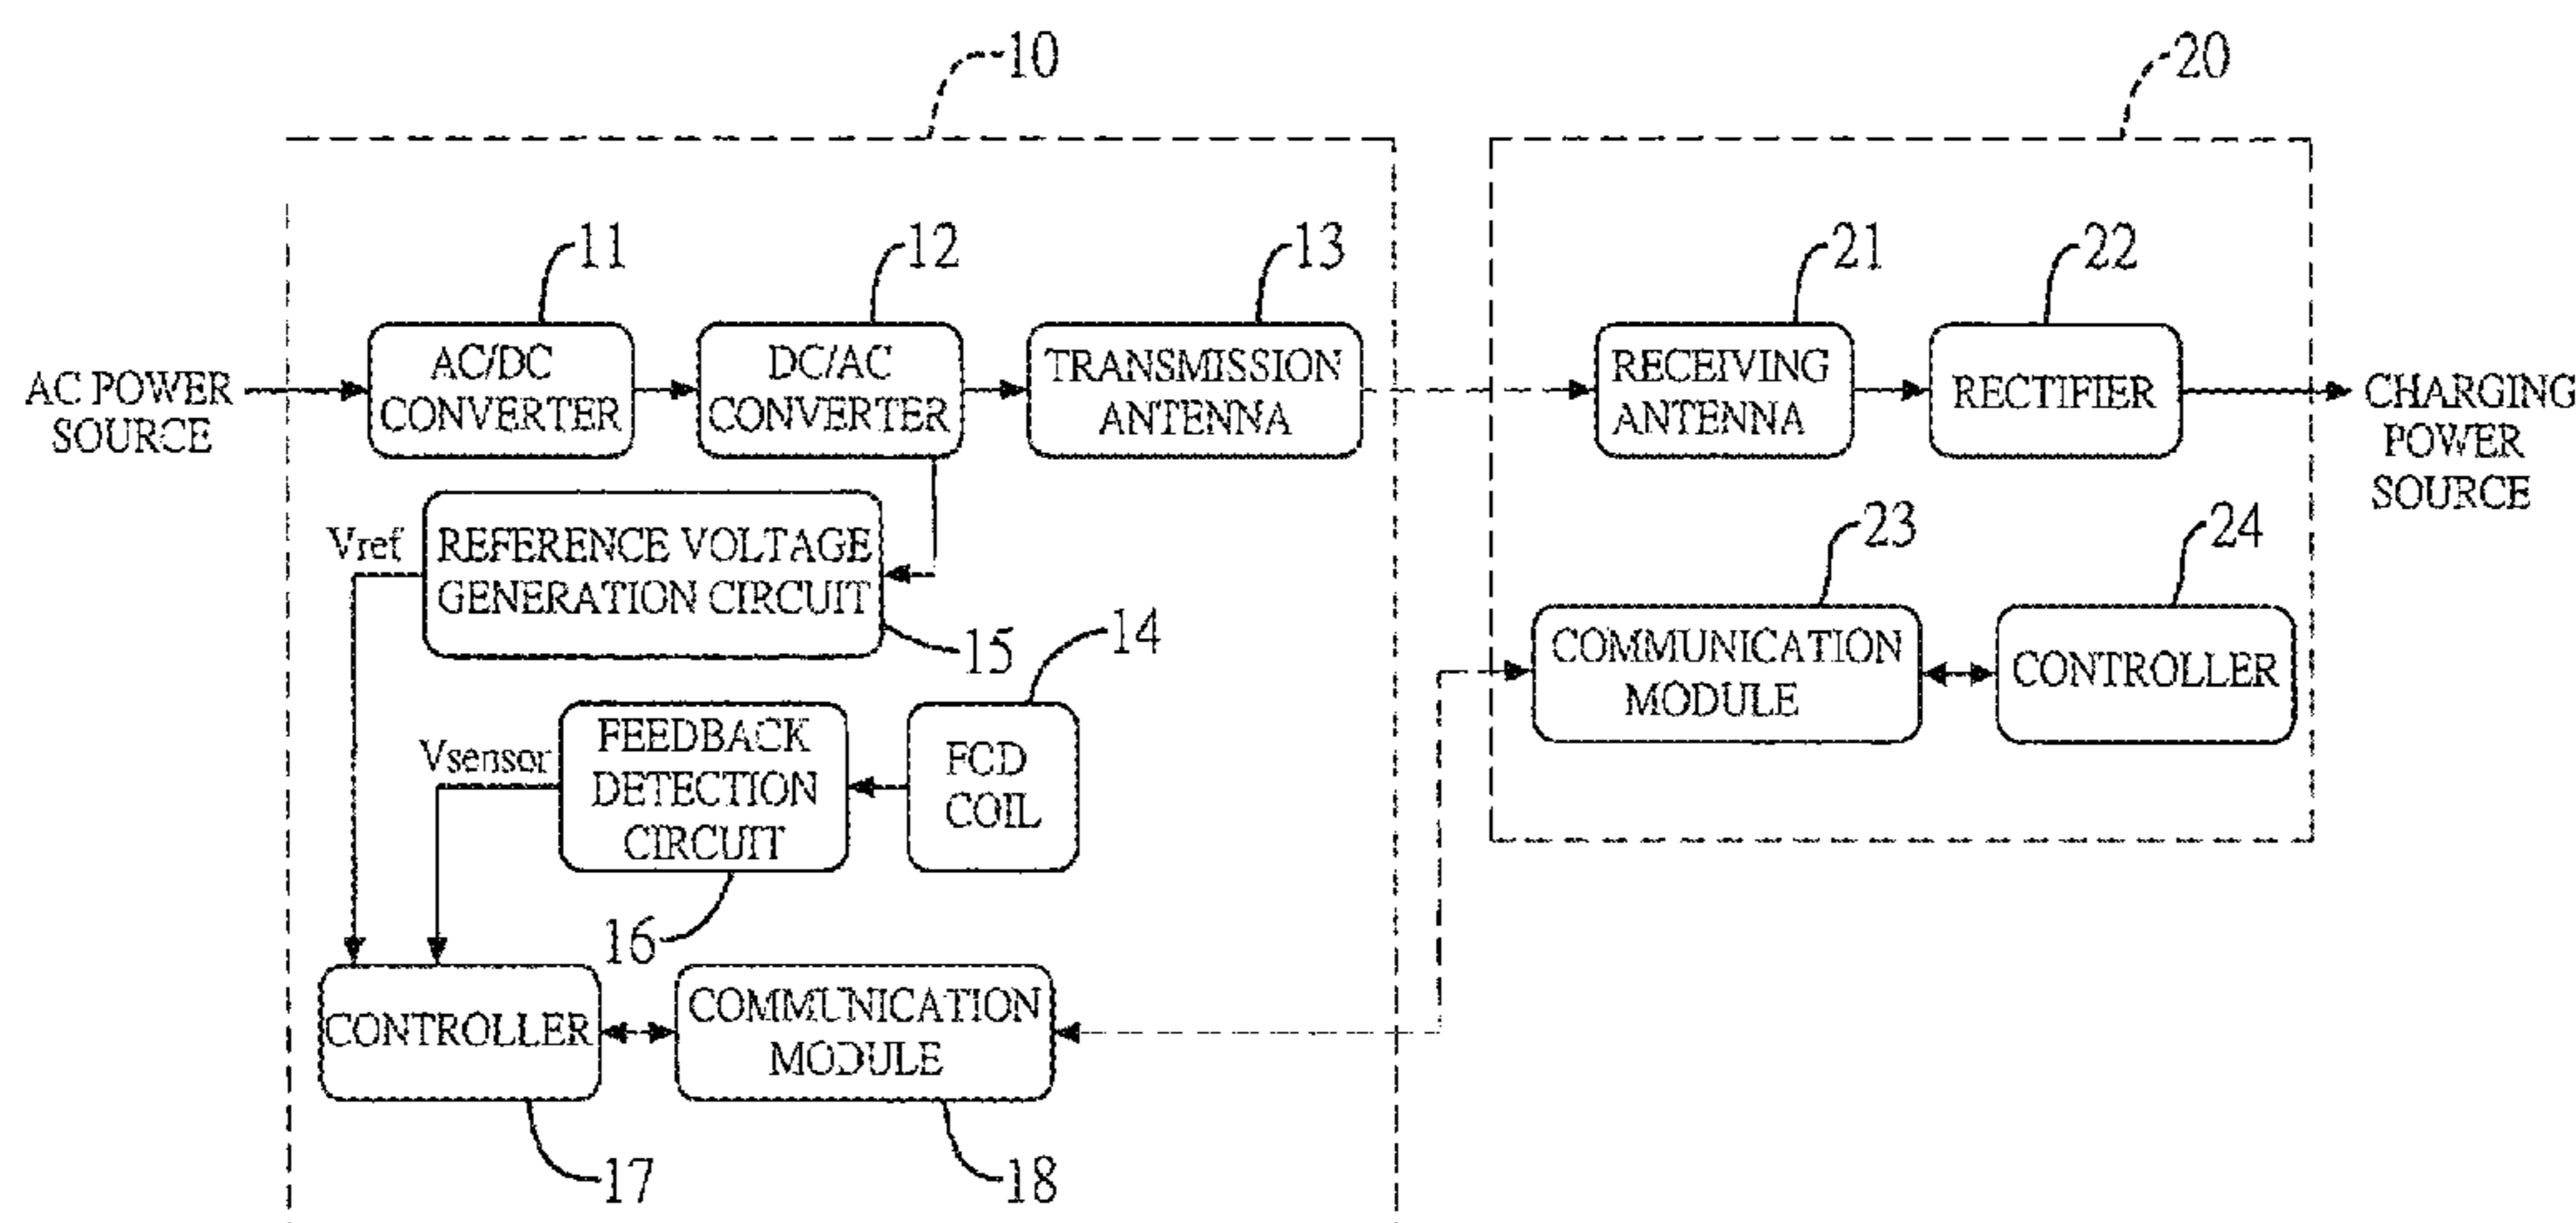 10
20
11
12
13
21
22
AC POWER
SOURCE
AC/DC
CONVERTER
DC/AC
CONVERTER
TRANSMISSION
ANTENNA
RECEIVING
ANTENNA
RECTIFIER
CHARGING
POWER
SOURCE
Vref
REFERENCE VOLTAGE
GENERATION CIRCUIT
15
14
23
24
COMMUNICATION
MODULE
CONTROLLER
Vsensor
FEEDBACK
DETECTION
CIRCUIT
FCD
COIL
16
CONTROLLER
COMMUNICATION
MODULE
17
18